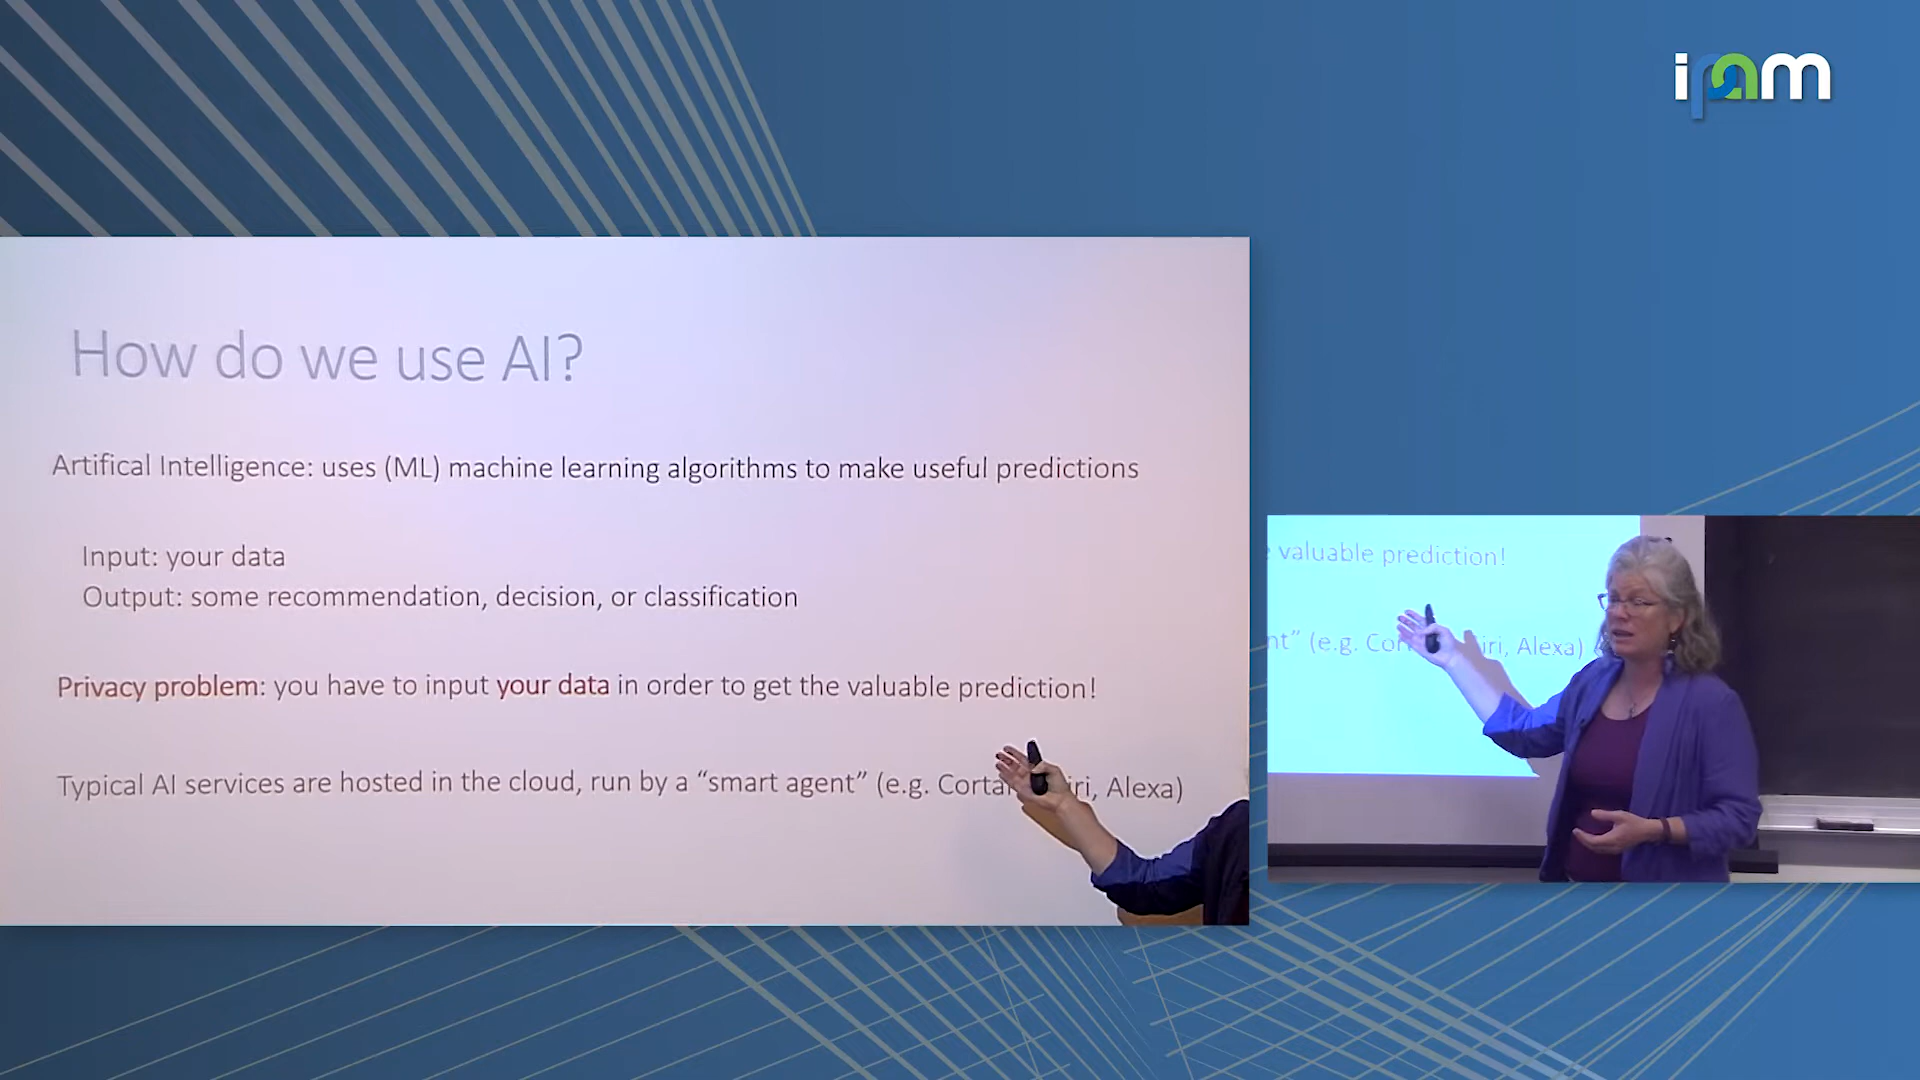 ipam
How do we use AI?
Artifical Intelligence: uses (ML) machine learning algorithms to make useful predictions
Input: your data
Output: some recommendation, decision, or classification
Privacy problem: you have to input your data in order to get the valuable prediction!
Typical AI services are hosted in the cloud, run by a “smart agent” (e.g. Corta iri, Alexa)
valuable prediction!
nt” (e.g. Cor iri, Alexa)